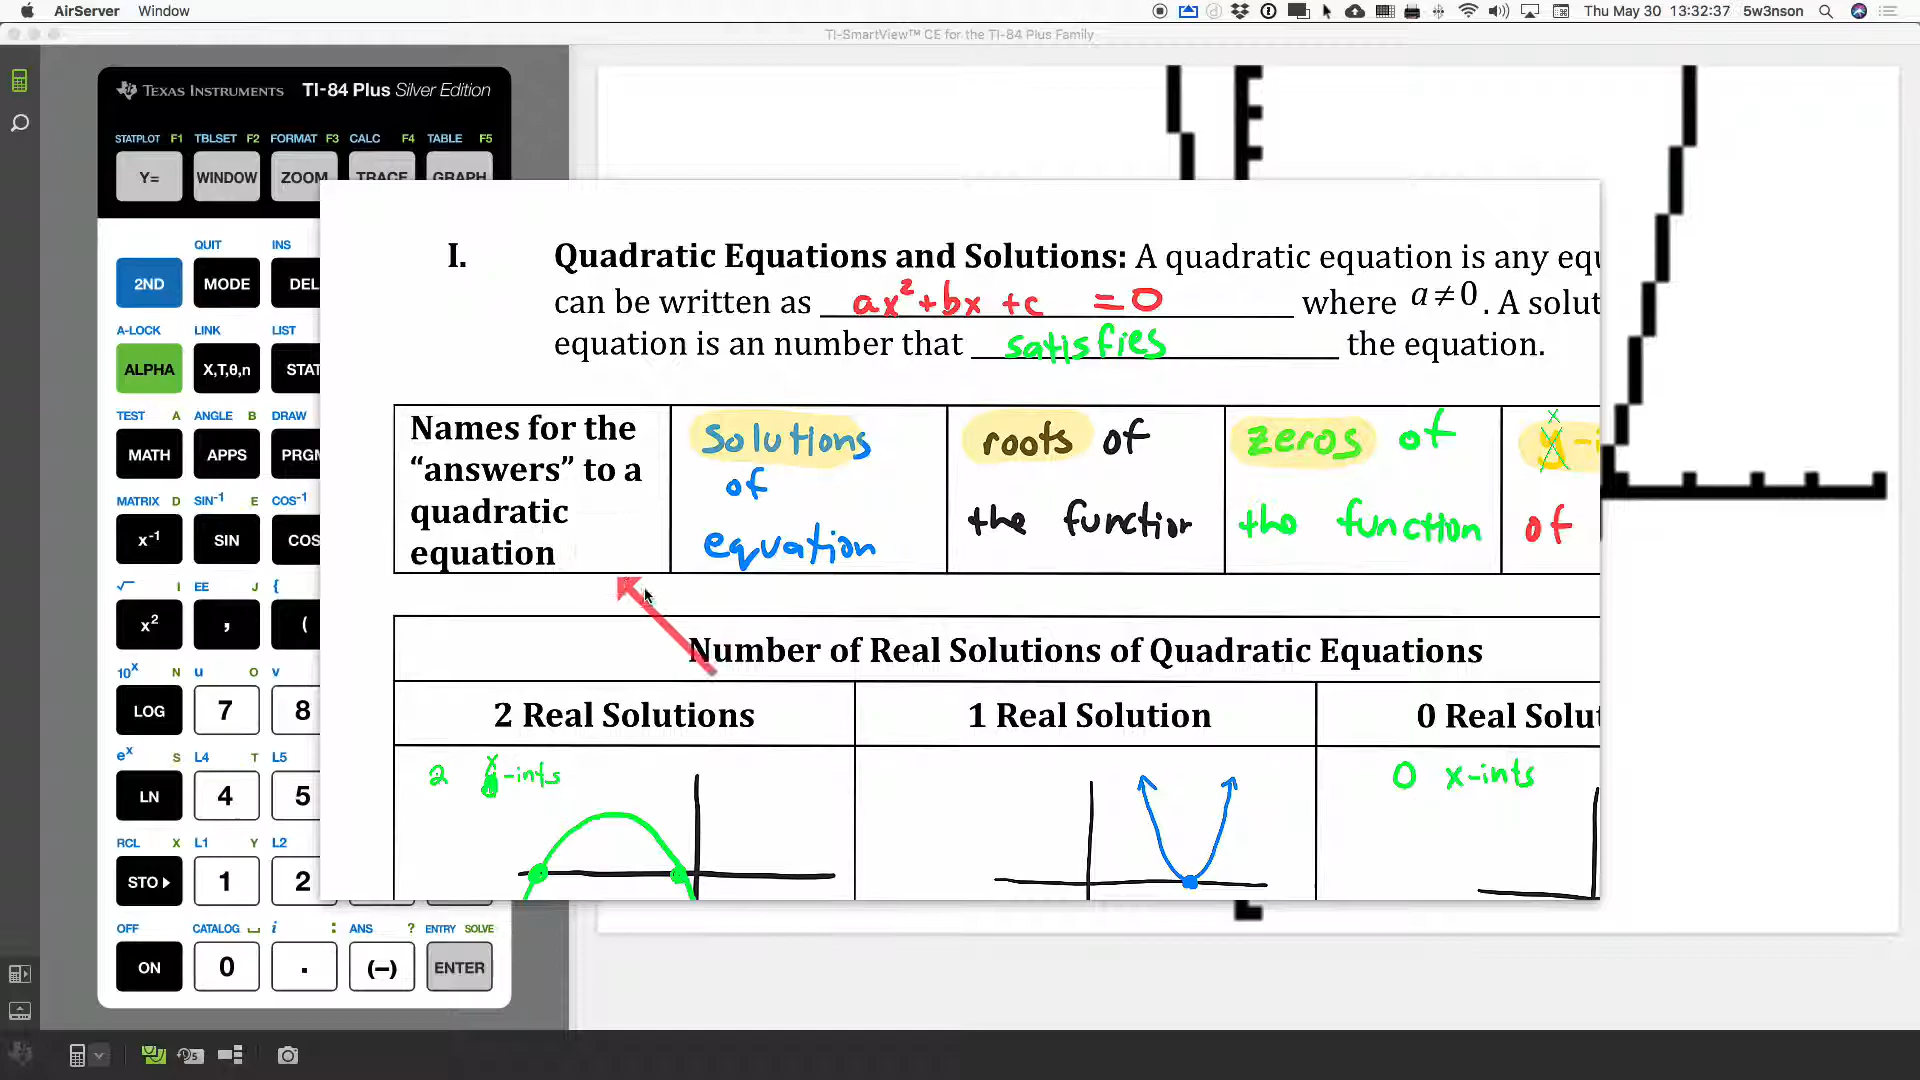 AirServer Window Thu May 30 13:32:37 5w3nson
TI-SmartView™ CE for the TI-84 Plus Family
TEXAS INSTRUMENTS TI-84 Plus Silver Edition
STATPLOT F1 TBLSET F2 FORMAT F3 CALC F4 TABLE F5
Y= WINDOW ZOOM TRACE GRAPH
QUIT INS
2ND MODE DEL
A-LOCK LINK LIST
ALPHA X,T,θ,n STAT
TEST A ANGLE B DRAW
MATH APPS PRGM
MATRIX D SIN⁻¹ E COS⁻¹
x⁻¹ SIN COS
√ I EE J {
x² , (
10ˣ N u O v
LOG 7 8
eˣ S L4 T L5
LN 4 5
RCL X L1 Y L2
STO▸ 1 2
OFF CATALOG i : ANS ? ENTRY SOLVE
ON 0 . (–) ENTER
I. Quadratic Equations and Solutions: A quadratic equation is any equ
can be written as ax²+bx+c =0 where a≠0. A solut
equation is an number that satisfies the equation.
Names for the
“answers” to a
quadratic
equation
solutions
of
equation
roots of
the function
zeros of
the function
x
y-i
of
Number of Real Solutions of Quadratic Equations
2 Real Solutions 1 Real Solution 0 Real Solut
2 x-ints 0 x-ints